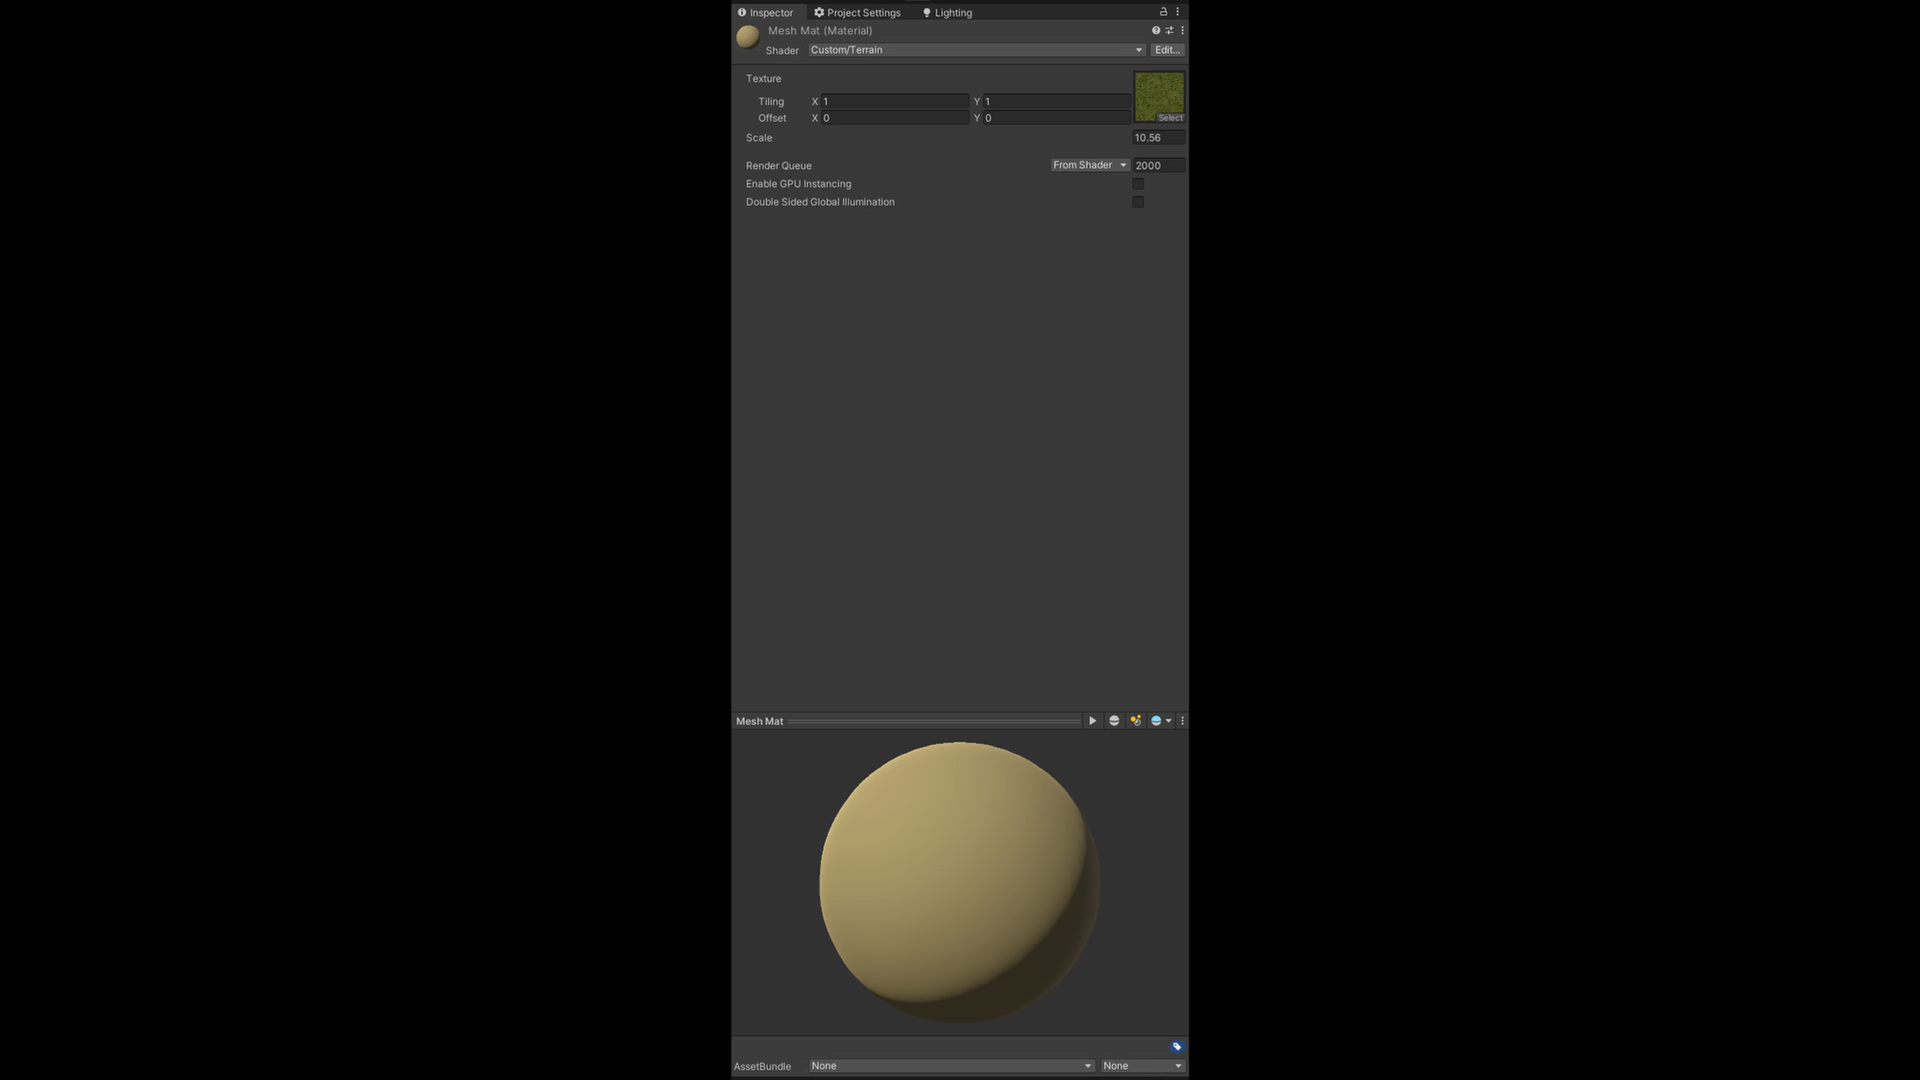 Inspector Project Settings Lighting
Mesh Mat (Material)
Shader Custom/Terrain Edit...
Texture
Tiling X 1 Y 1
Offset X 0 Y 0
Select
Scale 10.56
Render Queue From Shader 2000
Enable GPU Instancing
Double Sided Global Illumination
Mesh Mat
AssetBundle None None